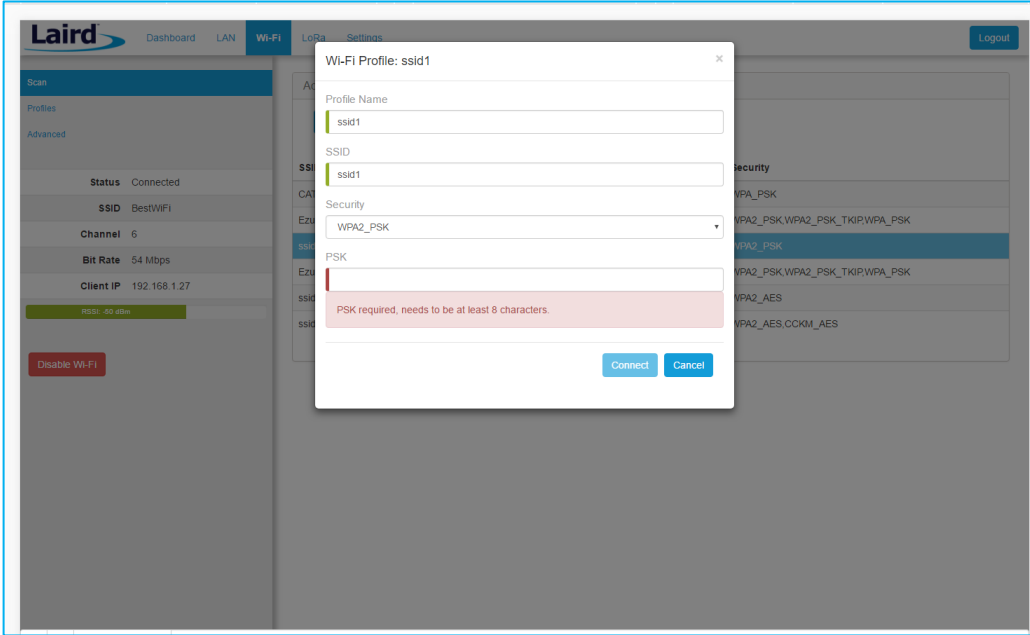 Laird
Dashboard LAN Wi-Fi LoRa Settings Logout
Scan
Profiles
Advanced
Status Connected
SSID BestWiFi
Channel 6
Bit Rate 54 Mbps
Client IP 192.168.1.27
RSSI: -50 dBm
Disable Wi-Fi
Wi-Fi Profile: ssid1 ×
Profile Name
ssid1
SSID
ssid1
Security
WPA2_PSK
PSK
PSK required, needs to be at least 8 characters.
Connect Cancel
Security
WPA_PSK
WPA2_PSK,WPA2_PSK_TKIP,WPA_PSK
WPA2_PSK
WPA2_PSK,WPA2_PSK_TKIP,WPA_PSK
WPA2_AES
WPA2_AES,CCKM_AES